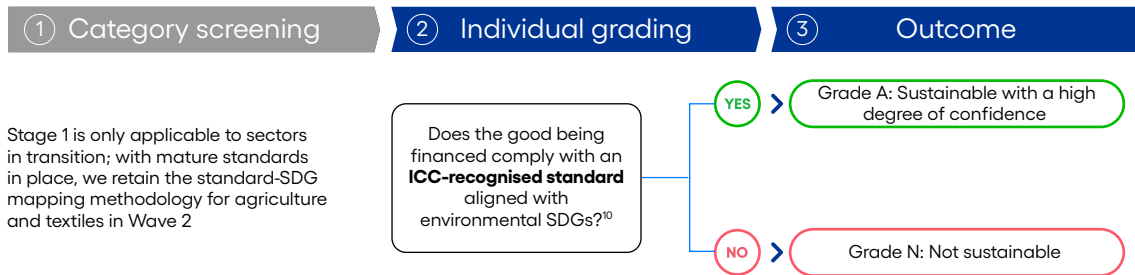 1 Category screening
2 Individual grading
3 Outcome
Stage 1 is only applicable to sectors
in transition; with mature standards
in place, we retain the standard-SDG
mapping methodology for agriculture
and textiles in Wave 2
Does the good being
financed comply with an
ICC-recognised standard
aligned with
environmental SDGs?¹⁰
YES
Grade A: Sustainable with a high
degree of confidence
NO
Grade N: Not sustainable